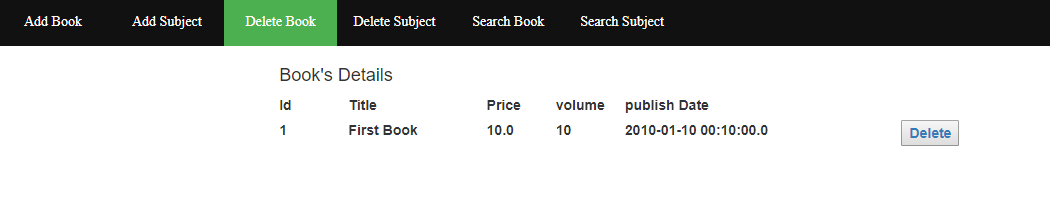 Add Book Add Subject Delete Book Delete Subject Search Book Search Subject
Book's Details
Id Title Price volume publish Date
1 First Book 10.0 10 2010-01-10 00:10:00.0 Delete